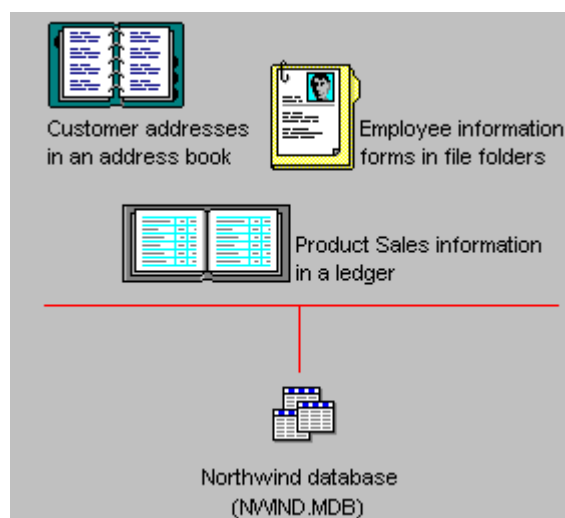 Customer addresses
in an address book
Employee information
forms in file folders
Product Sales information
in a ledger
Northwind database
(NWIND.MDB)